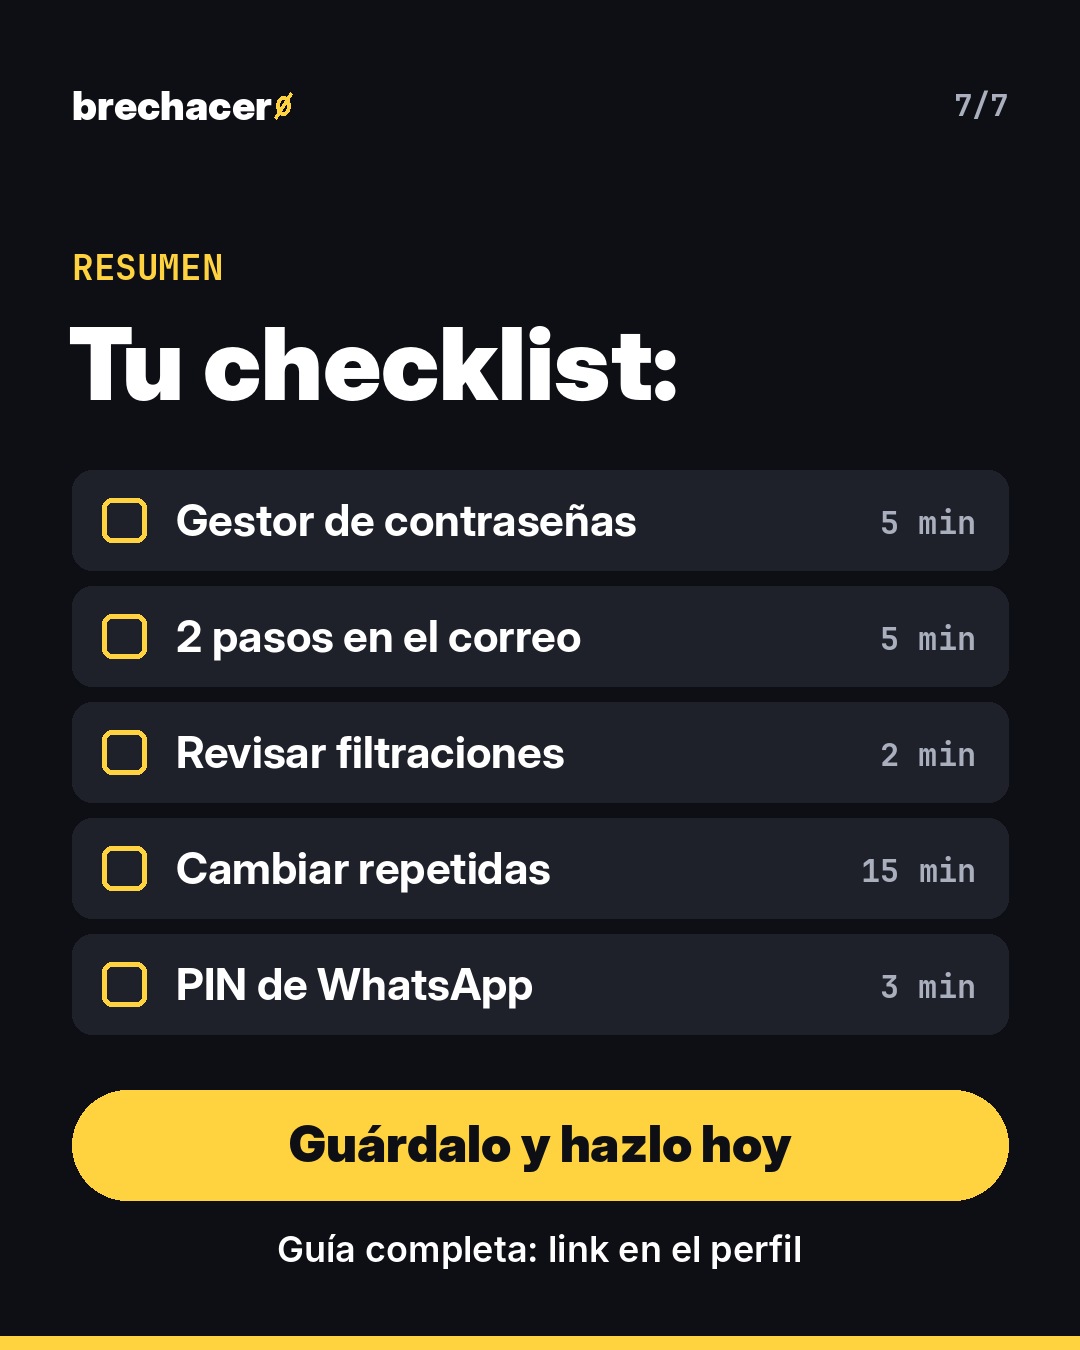 brechacerø
7/7
RESUMEN
Tu checklist:
Gestor de contraseñas 5 min
2 pasos en el correo 5 min
Revisar filtraciones 2 min
Cambiar repetidas 15 min
PIN de WhatsApp 3 min
Guárdalo y hazlo hoy
Guía completa: link en el perfil